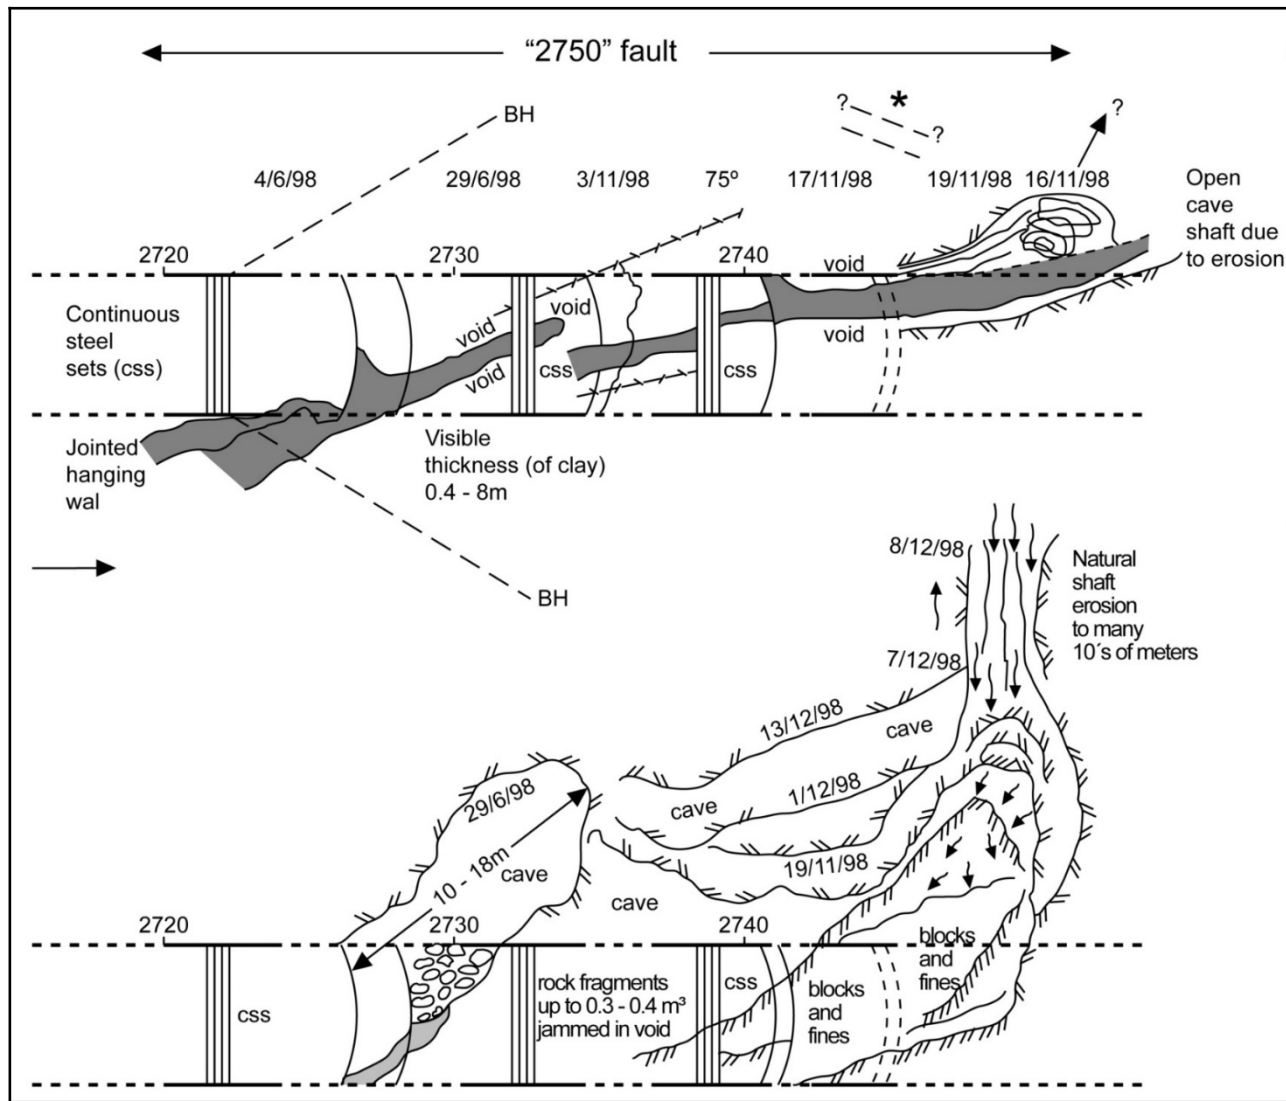 “2750” fault
BH
? * ?
?
4/6/98 29/6/98 3/11/98 75º 17/11/98 19/11/98 16/11/98
Open
cave
shaft due
to erosion
2720 2730 2740
void
Continuous
steel
sets (css)
void
void
void
void
css
css
Jointed
hanging
wal
Visible
thickness (of clay)
0.4 - 8m
BH
8/12/98
7/12/98
Natural
shaft
erosion
to many
10´s of meters
13/12/98
cave
1/12/98
cave
19/11/98
29/6/98
10 - 18m
cave
cave
2720 2730 2740
css
rock fragments
up to 0.3 - 0.4 m³
jammed in void
css
blocks
and
fines
blocks
and
fines